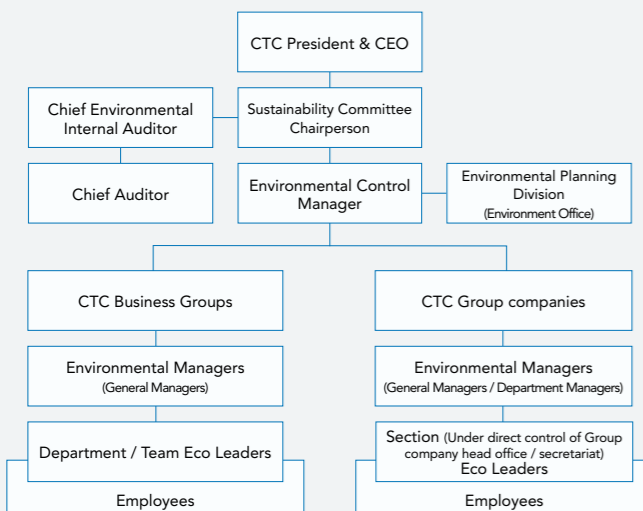 CTC President & CEO
Chief Environmental
Internal Auditor
Sustainability Committee
Chairperson
Chief Auditor
Environmental Control
Manager
Environmental Planning
Division
(Environment Office)
CTC Business Groups
CTC Group companies
Environmental Managers
(General Managers)
Environmental Managers
(General Managers / Department Managers)
Department / Team Eco Leaders
Section (Under direct control of Group
company head office / secretariat)
Eco Leaders
Employees
Employees